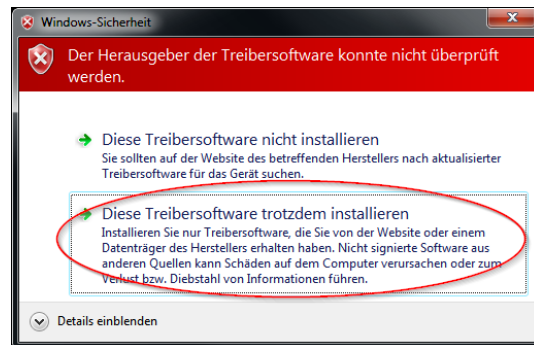 Windows-Sicherheit
Der Herausgeber der Treibersoftware konnte nicht überprüft
werden.
Diese Treibersoftware nicht installieren
Sie sollten auf der Website des betreffenden Herstellers nach aktualisierter
Treibersoftware für das Gerät suchen.
Diese Treibersoftware trotzdem installieren
Installieren Sie nur Treibersoftware, die Sie von der Website oder einem
Datenträger des Herstellers erhalten haben. Nicht signierte Software aus
anderen Quellen kann Schäden auf dem Computer verursachen oder zum
Verlust bzw. Diebstahl von Informationen führen.
Details einblenden